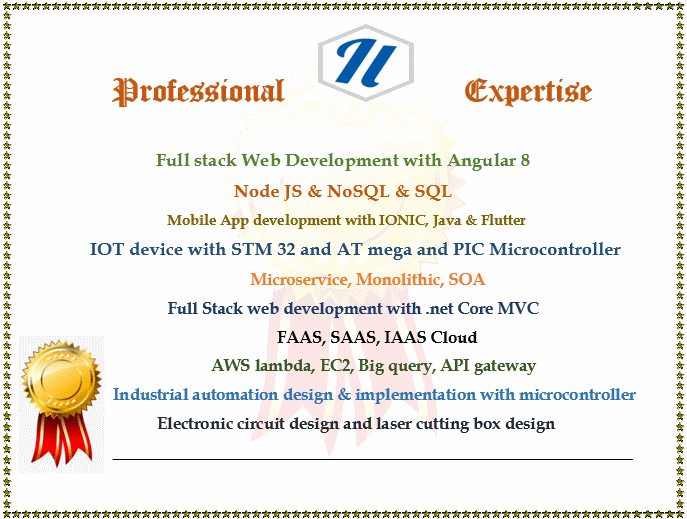 Professional Expertise
Full stack Web Development with Angular 8
Node JS & NoSQL & SQL
Mobile App development with IONIC, Java & Flutter
IOT device with STM 32 and AT mega and PIC Microcontroller
Microservice, Monolithic, SOA
Full Stack web development with .net Core MVC
FAAS, SAAS, IAAS Cloud
AWS lambda, EC2, Big query, API gateway
Industrial automation design & implementation with microcontroller
Electronic circuit design and laser cutting box design